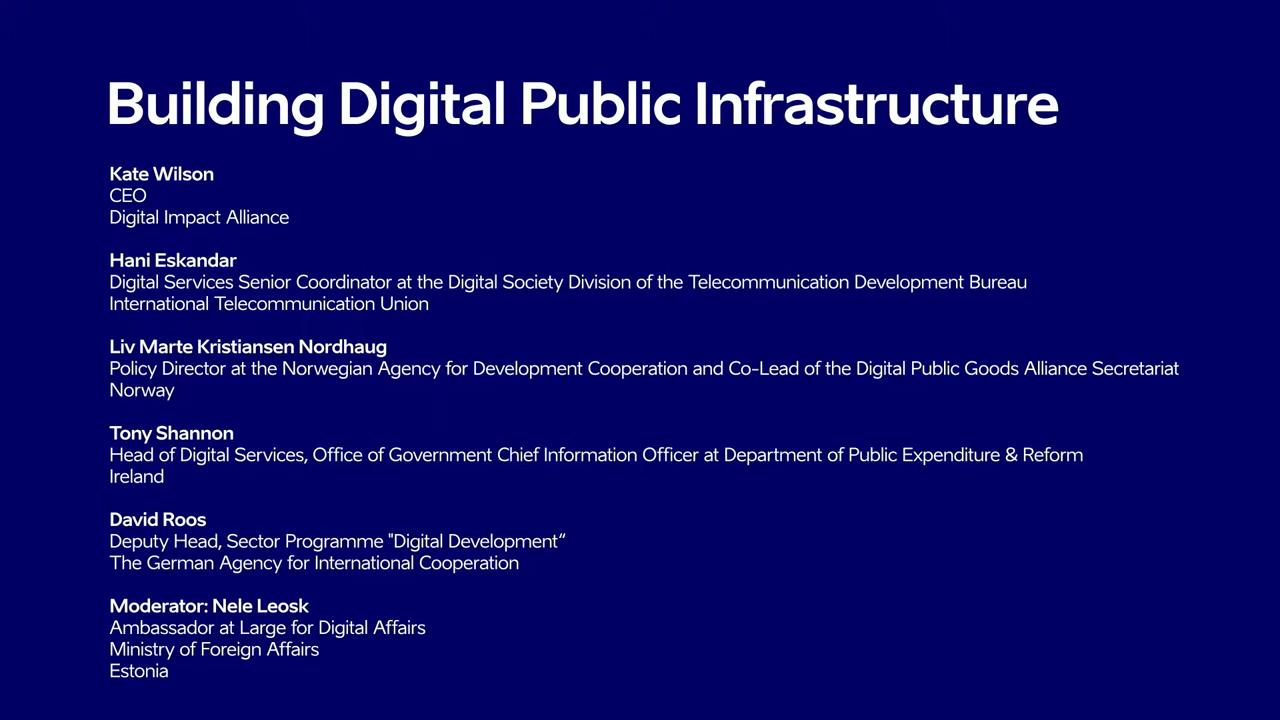 Building Digital Public Infrastructure
Kate Wilson
CEO
Digital Impact Alliance
Hani Eskandar
Digital Services Senior Coordinator at the Digital Society Division of the Telecommunication Development Bureau
International Telecommunication Union
Liv Marte Kristiansen Nordhaug
Policy Director at the Norwegian Agency for Development Cooperation and Co-Lead of the Digital Public Goods Alliance Secretariat
Norway
Tony Shannon
Head of Digital Services, Office of Government Chief Information Officer at Department of Public Expenditure & Reform
Ireland
David Roos
Deputy Head, Sector Programme "Digital Development“
The German Agency for International Cooperation
Moderator: Nele Leosk
Ambassador at Large for Digital Affairs
Ministry of Foreign Affairs
Estonia